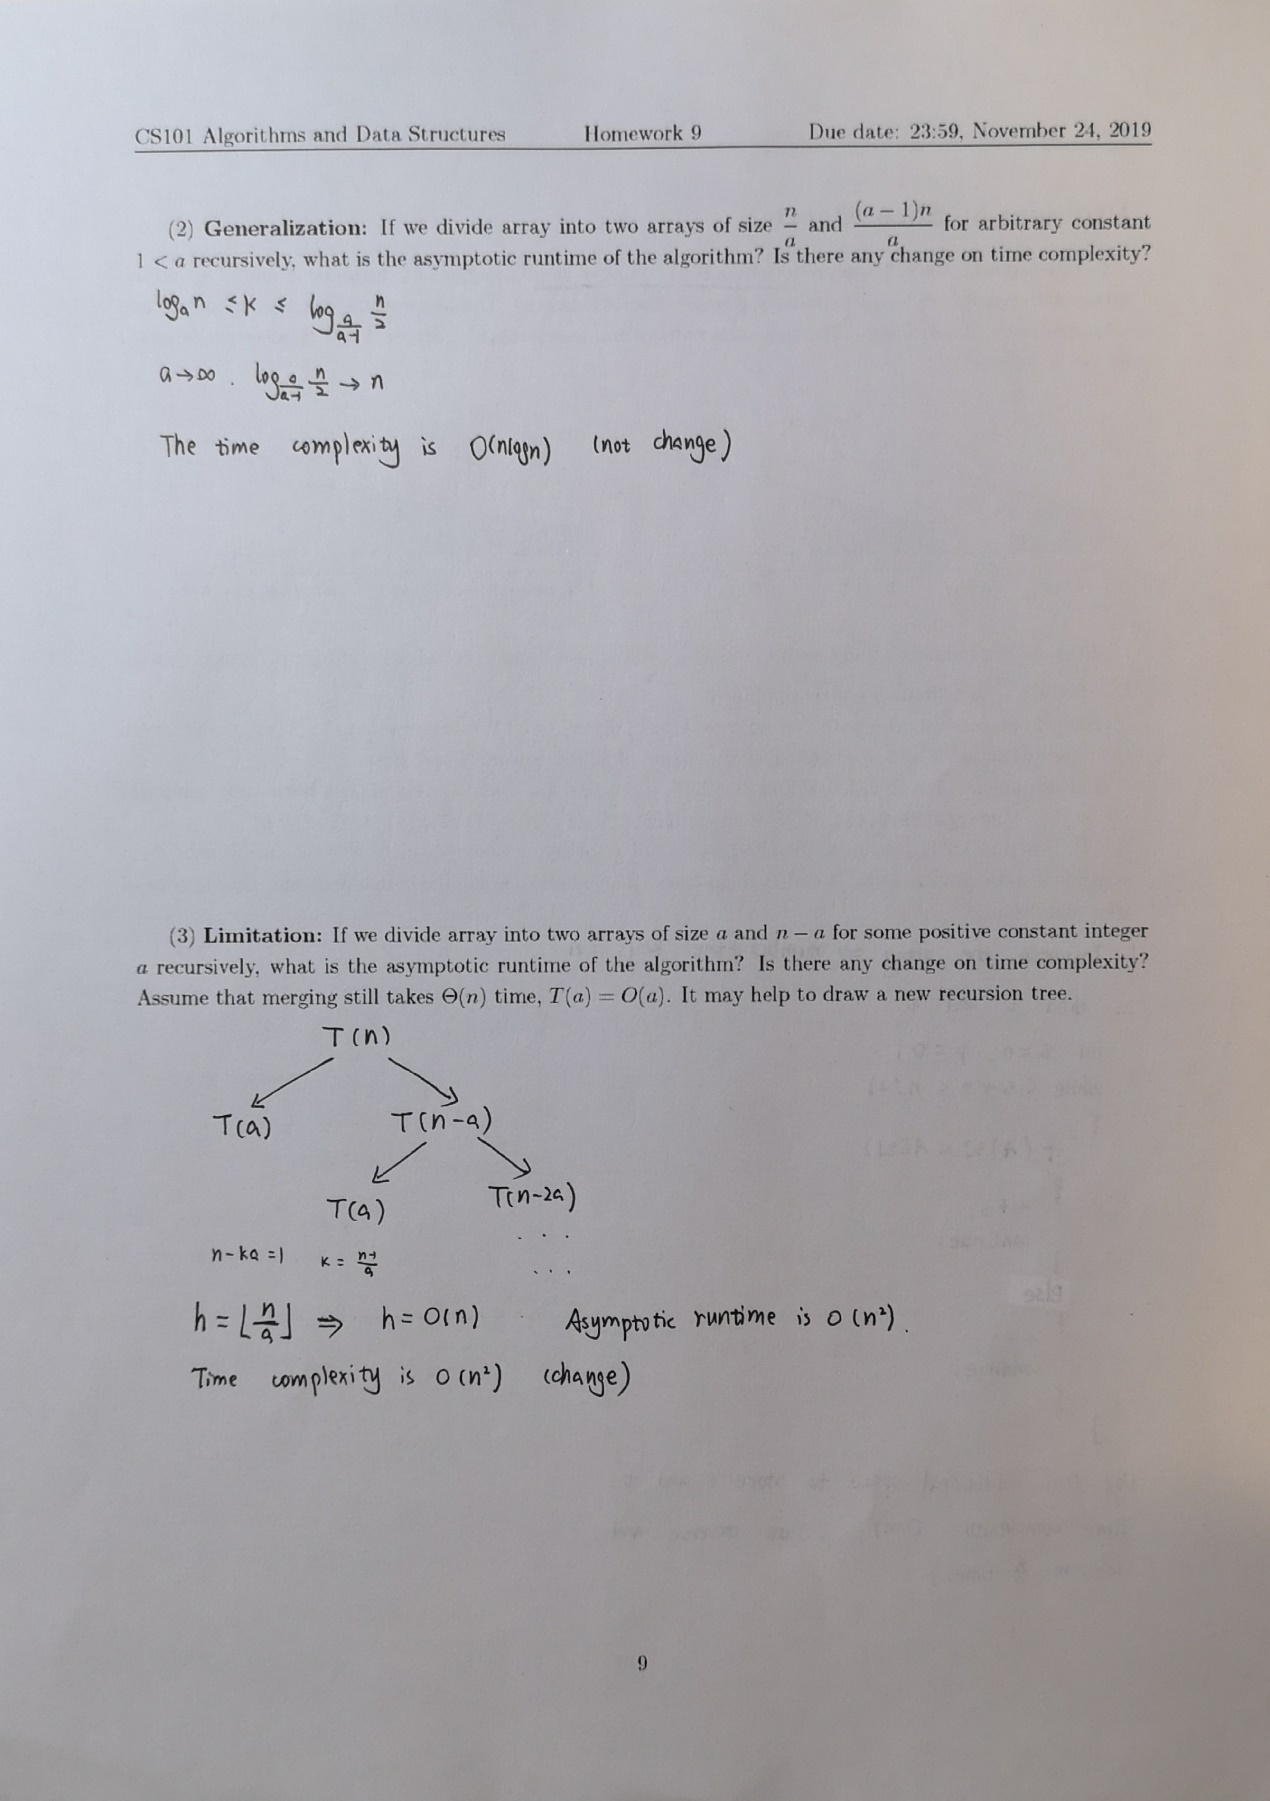 CS101 Algorithms and Data Structures Homework 9 Due date: 23:59, November 24, 2019
(2) Generalization: If we divide array into two arrays of size n/a and (a − 1)n/a for arbitrary constant
1 < a recursively, what is the asymptotic runtime of the algorithm? Is there any change on time complexity?
log_a n ≤ k ≤ log_{a/(a-1)} n/2
a→∞ . log_{a/(a-1)} n/2 → n
The time complexity is O(nlogn) (not change)
(3) Limitation: If we divide array into two arrays of size a and n − a for some positive constant integer
a recursively, what is the asymptotic runtime of the algorithm? Is there any change on time complexity?
Assume that merging still takes Θ(n) time, T(a) = O(a). It may help to draw a new recursion tree.
T(n)
T(a) T(n-a)
T(a) T(n-2a)
. . .
n-ka=1 k = (n-1)/a . . .
h = ⌊n/a⌋ ⇒ h = O(n) Asymptotic runtime is O(n²).
Time complexity is O(n²) (change)
9